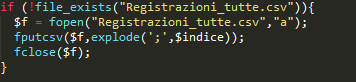 if (!file_exists("Registrazioni_tutte.csv")){
$f = fopen("Registrazioni_tutte.csv","a");
fputcsv($f,explode(';',$indice));
fclose($f);
}